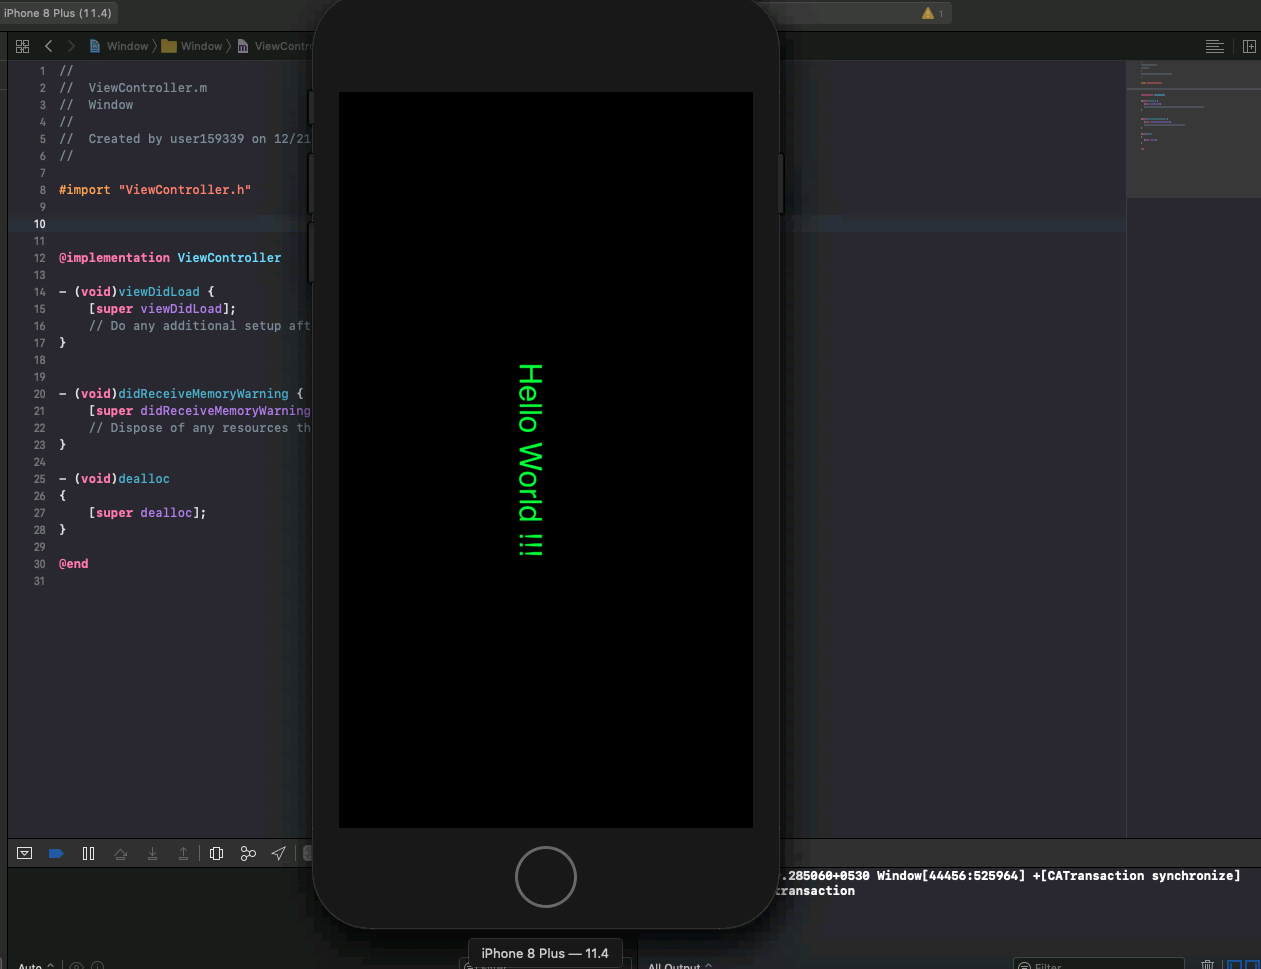 iPhone 8 Plus (11.4)
1
Window
Window
ViewContr
1 //
2 // ViewController.m
3 // Window
4 //
5 // Created by user159339 on 12/21
6 //
7
8 #import "ViewController.h"
9
10
11
12 @implementation ViewController
13
14 - (void)viewDidLoad {
15 [super viewDidLoad];
16 // Do any additional setup aft
17 }
18
19
20 - (void)didReceiveMemoryWarning {
21 [super didReceiveMemoryWarning
22 // Dispose of any resources th
23 }
24
25 - (void)dealloc
26 {
27 [super dealloc];
28 }
29
30 @end
31
Hello World !!!!
.285060+0530 Window[44456:525964] +[CATransaction synchronize]
transaction
iPhone 8 Plus — 11.4
Auto
All Output
Filter